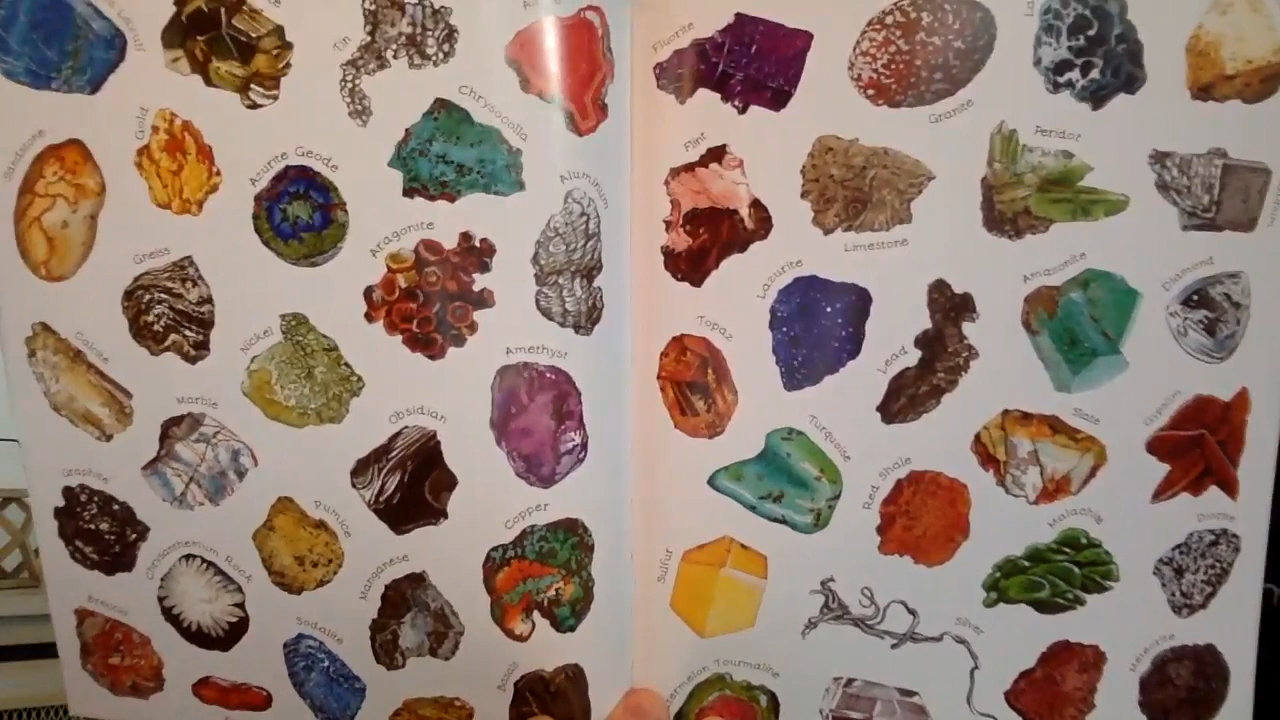 Tin
Chrysocolla
Gold
Sandstone
Azurite Geode
Aluminum
Aragonite
Gneiss
Nickel
Calcite
Amethyst
Marble
Obsidian
Graphite
Pumice
Copper
Chrysanthemum Rock
Manganese
Breccia
Sodalite
Basalt
Fluorite
Granite
Flint
Peridot
Limestone
Lazurite
Amazonite
Diamond
Topaz
Lead
Turquoise
Slate
Gypsum
Red Shale
Malachite
Diorite
Sulfur
Silver
Meteorite
Tourmaline